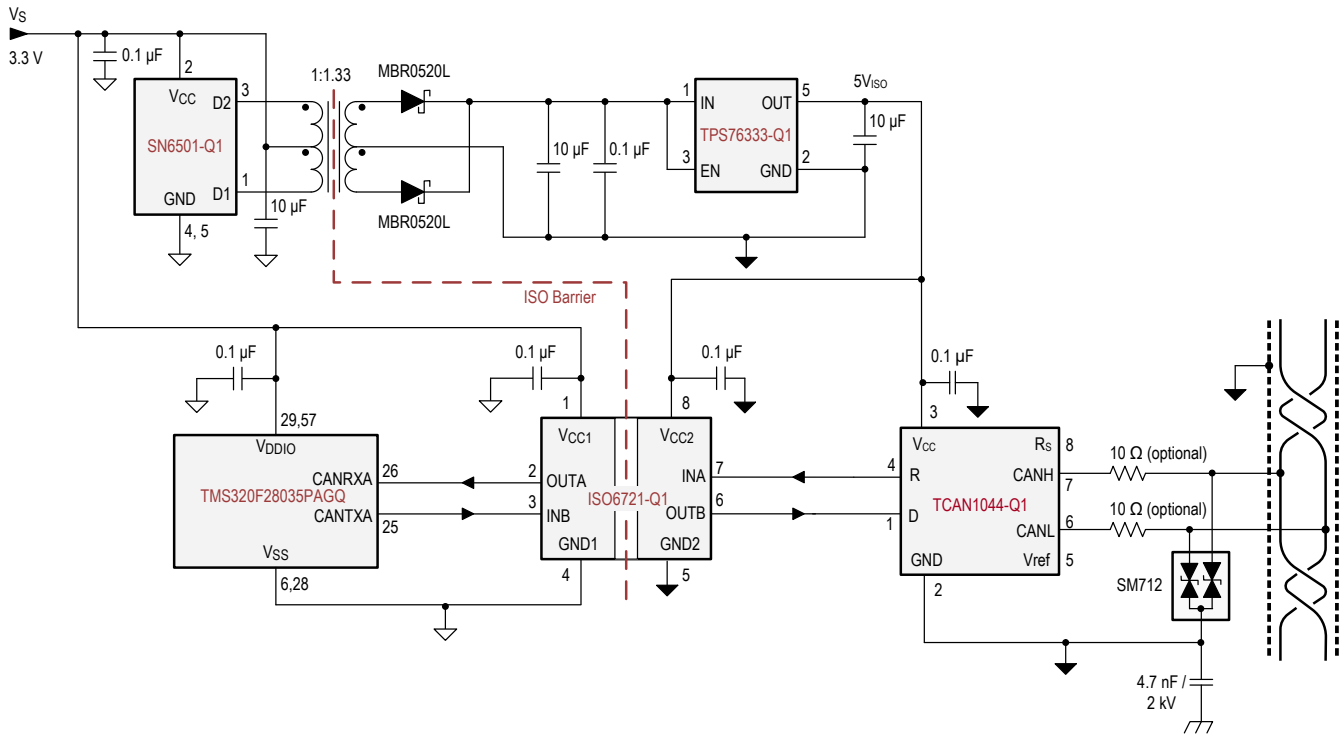 VS
3.3 V
0.1 µF
2
VCC
D2
3
SN6501-Q1
D1
1
GND
4, 5
10 µF
1:1.33
MBR0520L
MBR0520L
10 µF
0.1 µF
1
IN
OUT
5
TPS76333-Q1
3
EN
GND
2
5VISO
10 µF
ISO Barrier
0.1 µF
0.1 µF
0.1 µF
0.1 µF
29,57
VDDIO
CANRXA
26
TMS320F28035PAGQ
CANTXA
25
VSS
6,28
1
VCC1
2
OUTA
3
INB
GND1
4
ISO6721-Q1
8
VCC2
INA
7
OUTB
6
GND2
5
3
VCC
RS
8
4
R
CANH
7
TCAN1044-Q1
1
D
CANL
6
GND
Vref
5
2
10 Ω (optional)
10 Ω (optional)
SM712
4.7 nF /
2 kV